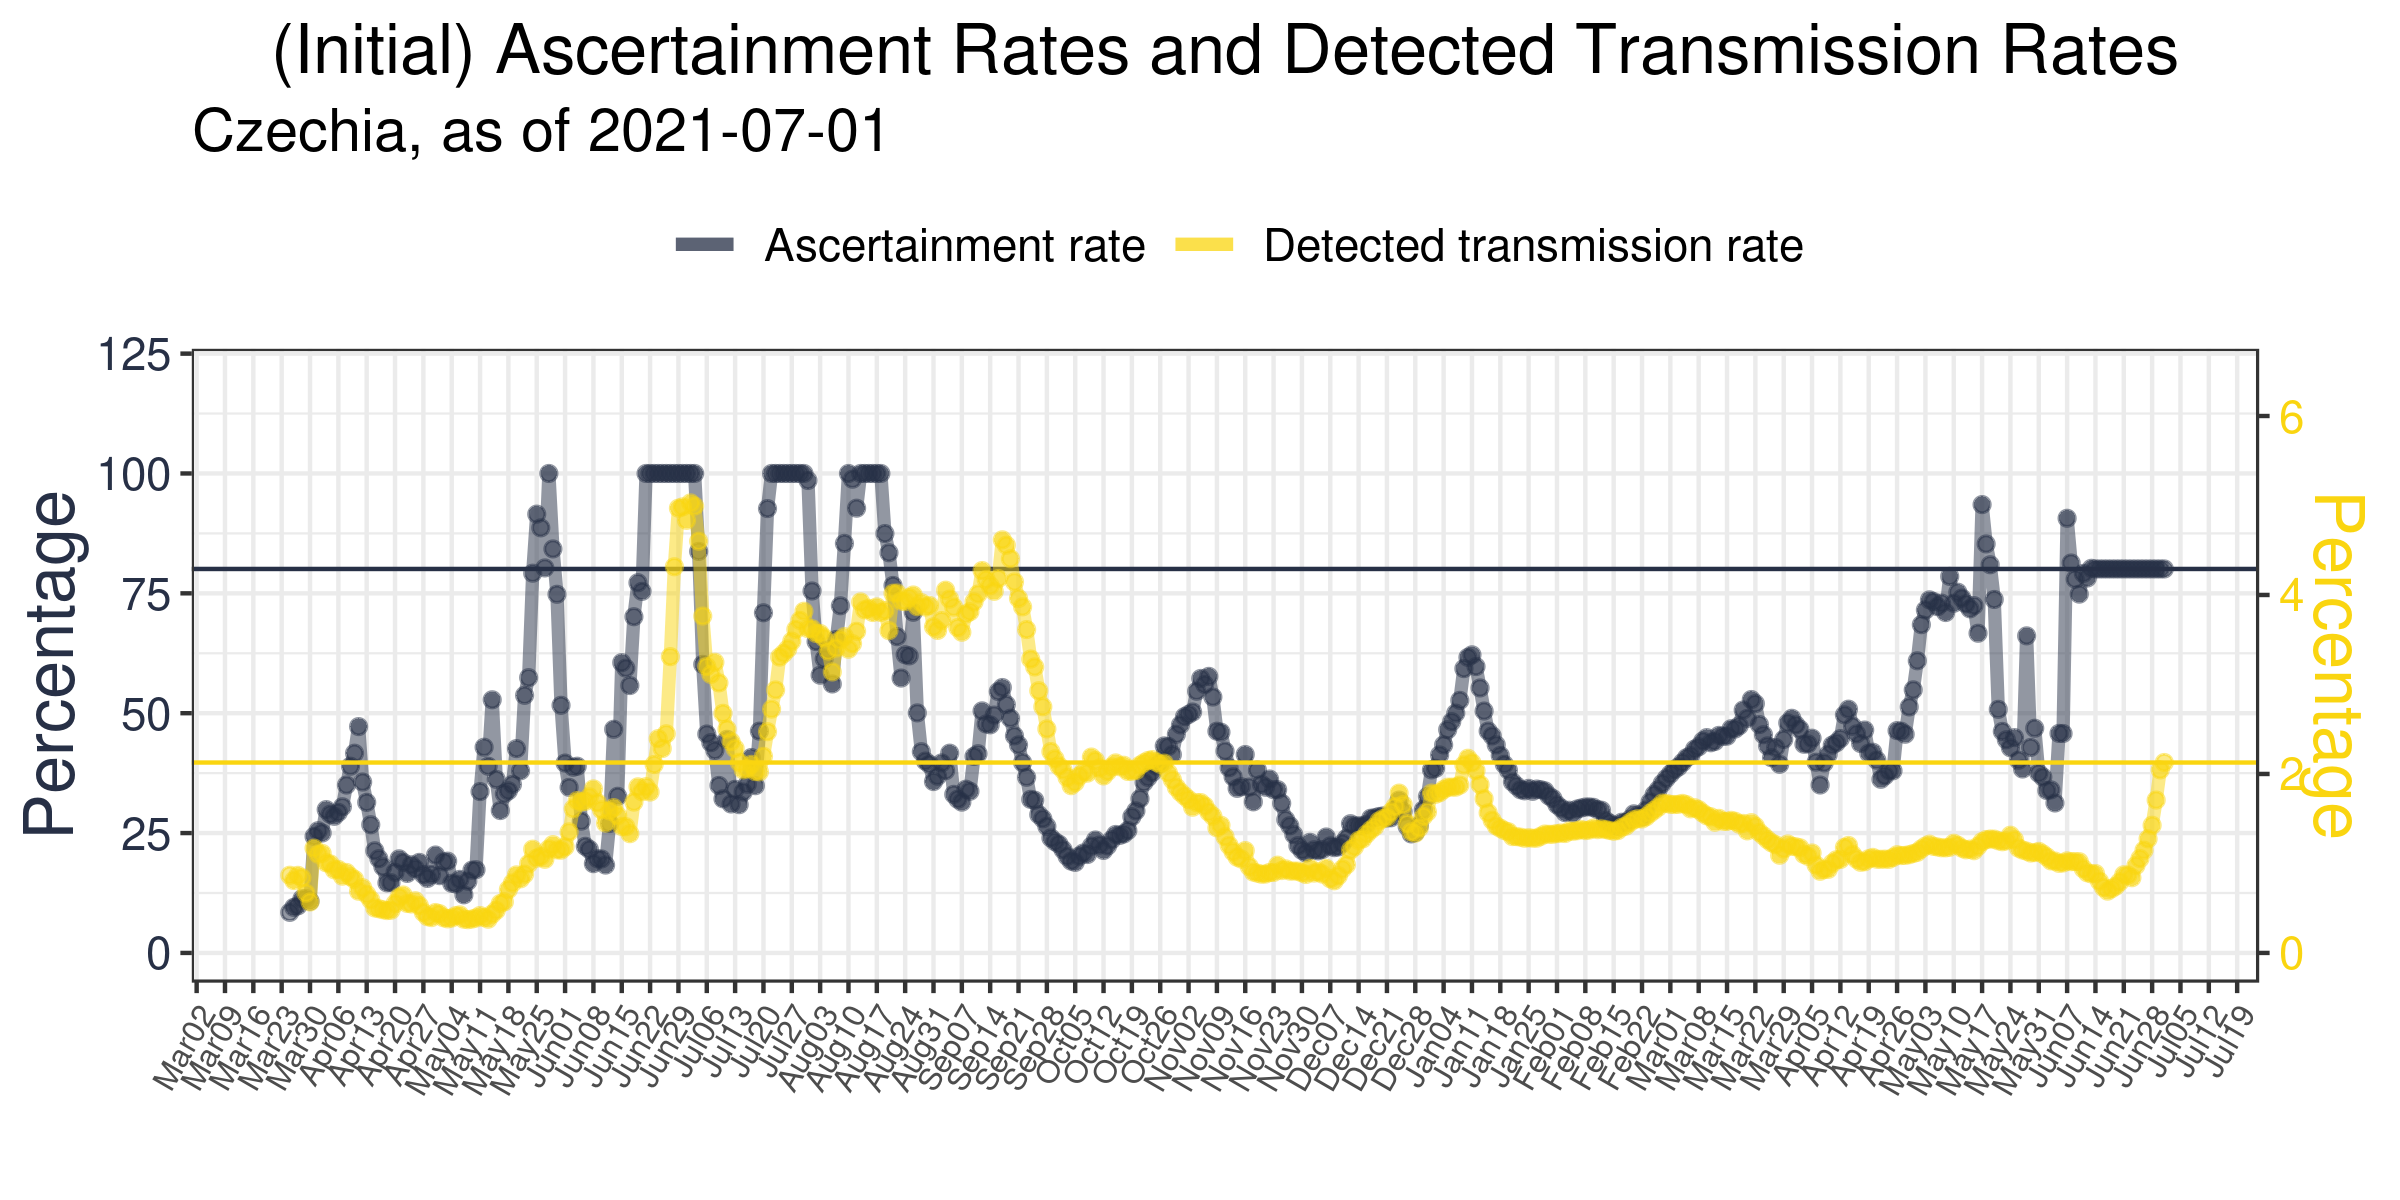 (Initial) Ascertainment Rates and Detected Transmission Rates
Czechia, as of 2021-07-01
Ascertainment rate
Detected transmission rate
125
100
75
50
25
0
Percentage
6
4
2
0
Percentage
Mar02
Mar09
Mar16
Mar23
Mar30
Apr06
Apr13
Apr20
Apr27
May04
May11
May18
May25
Jun01
Jun08
Jun15
Jun22
Jun29
Jul06
Jul13
Jul20
Jul27
Aug03
Aug10
Aug17
Aug24
Aug31
Sep07
Sep14
Sep21
Sep28
Oct05
Oct12
Oct19
Oct26
Nov02
Nov09
Nov16
Nov23
Nov30
Dec07
Dec14
Dec21
Dec28
Jan04
Jan11
Jan18
Jan25
Feb01
Feb08
Feb15
Feb22
Mar01
Mar08
Mar15
Mar22
Mar29
Apr05
Apr12
Apr19
Apr26
May03
May10
May17
May24
May31
Jun07
Jun14
Jun21
Jun28
Jul05
Jul12
Jul19